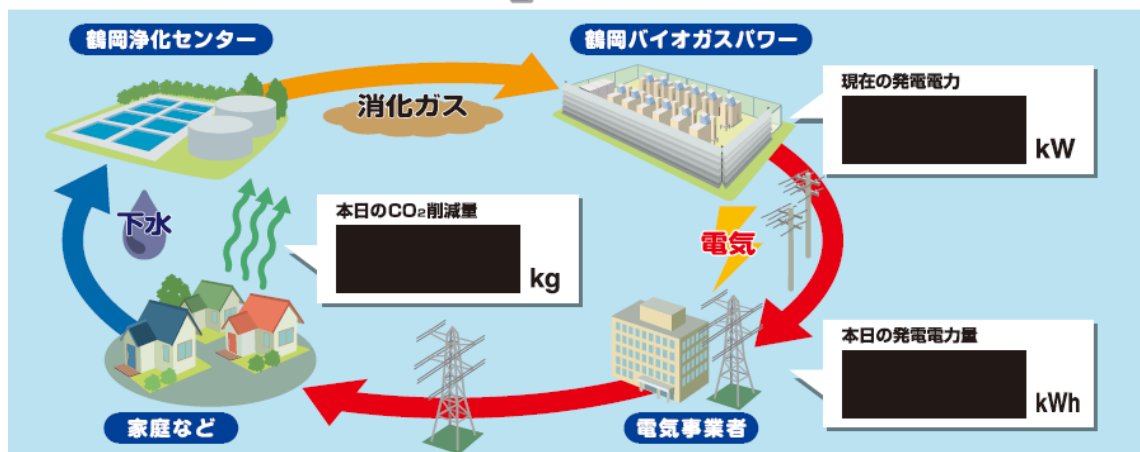 鶴岡浄化センター
鶴岡バイオガスパワー
消化ガス
現在の発電電力
kW
下水
本日のCO₂削減量
kg
電気
本日の発電電力量
kWh
家庭など
電気事業者